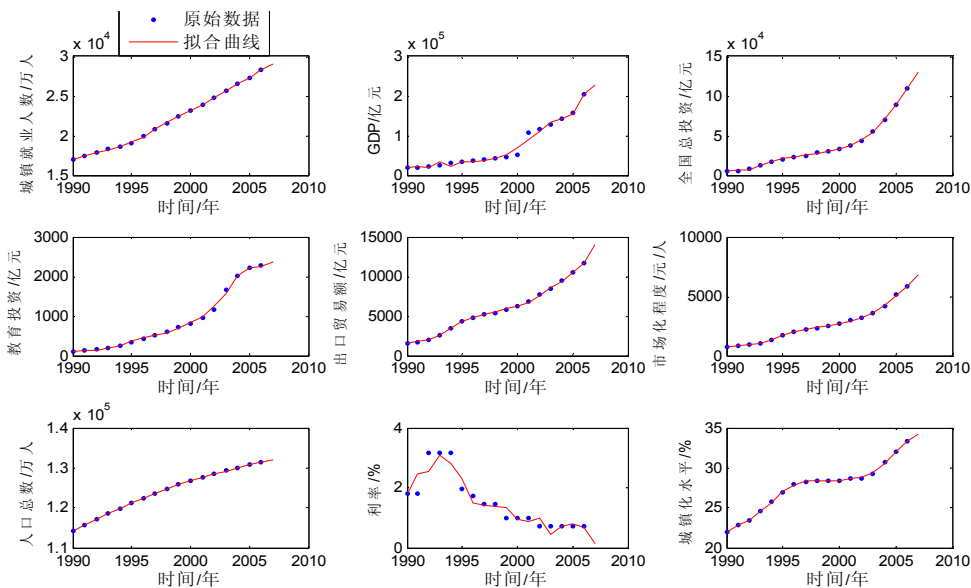 原始数据
拟合曲线
x 10^4
3
2.5
2
1.5
1990 1995 2000 2005 2010
城镇就业人数/万人
时间/年
x 10^5
3
2
1
0
1990 1995 2000 2005 2010
GDP/亿元
时间/年
x 10^4
15
10
5
0
1990 1995 2000 2005 2010
全国总投资/亿元
时间/年
3000
2000
1000
0
1990 1995 2000 2005 2010
教育投资/亿元
时间/年
15000
10000
5000
0
1990 1995 2000 2005 2010
出口贸易额/亿元
时间/年
10000
5000
0
1990 1995 2000 2005 2010
市场化程度/元/人
时间/年
x 10^5
1.4
1.3
1.2
1.1
1990 1995 2000 2005 2010
人口总数/万人
时间/年
4
2
0
1990 1995 2000 2005 2010
利率/%
时间/年
35
30
25
20
1990 1995 2000 2005 2010
城镇化水平/%
时间/年